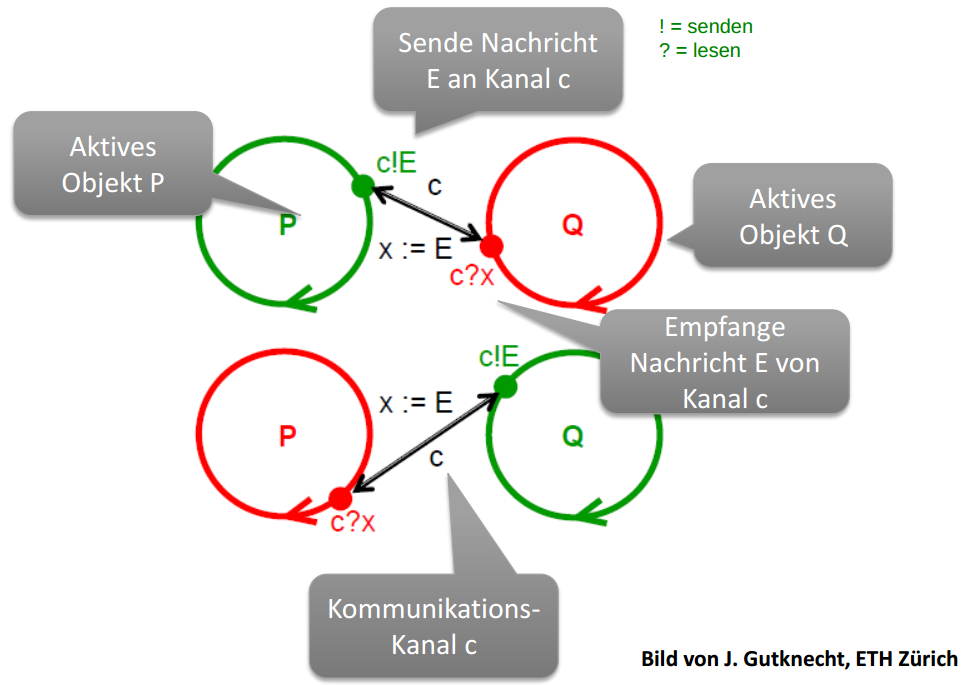 Sende Nachricht
E an Kanal c
! = senden
? = lesen
Aktives
Objekt P
c!E
c
P
x := E
c?x
Q
Aktives
Objekt Q
Empfange
Nachricht E von
Kanal c
c!E
x := E
P
c
Q
c?x
Kommunikations-
Kanal c
Bild von J. Gutknecht, ETH Zürich